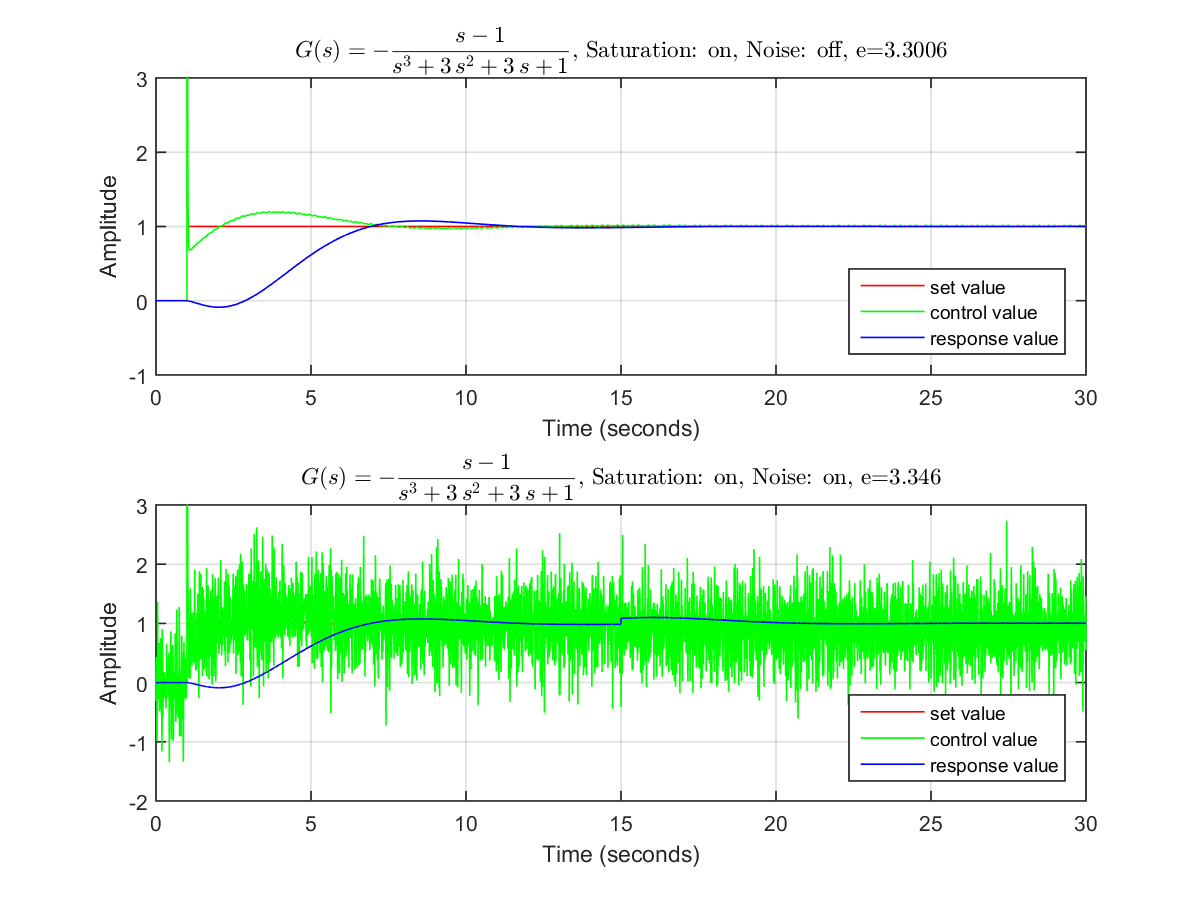 G(s) = −(s − 1)/(s³ + 3 s² + 3 s + 1), Saturation: on, Noise: off, e=3.3006
3
2
1
0
-1
Amplitude
0 5 10 15 20 25 30
Time (seconds)
set value
control value
response value
G(s) = −(s − 1)/(s³ + 3 s² + 3 s + 1), Saturation: on, Noise: on, e=3.346
3
2
1
0
-1
-2
Amplitude
0 5 10 15 20 25 30
Time (seconds)
set value
control value
response value